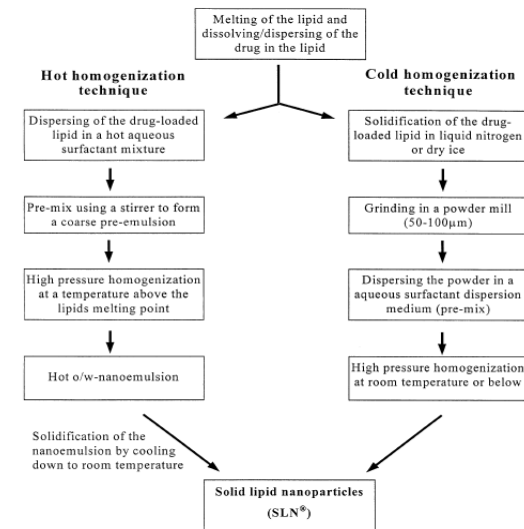 Melting of the lipid and
dissolving/dispersing of the
drug in the lipid
Hot homogenization
technique
Dispersing of the drug-loaded
lipid in a hot aqueous
surfactant mixture
Pre-mix using a stirrer to form
a coarse pre-emulsion
High pressure homogenization
at a temperature above the
lipids melting point
Hot o/w-nanoemulsion
Solidification of the
nanoemulsion by cooling
down to room temperature
Cold homogenization
technique
Solidification of the drug-
loaded lipid in liquid nitrogen
or dry ice
Grinding in a powder mill
(50-100µm)
Dispersing the powder in a
aqueous surfactant dispersion
medium (pre-mix)
High pressure homogenization
at room temperature or below
Solid lipid nanoparticles
(SLN®)